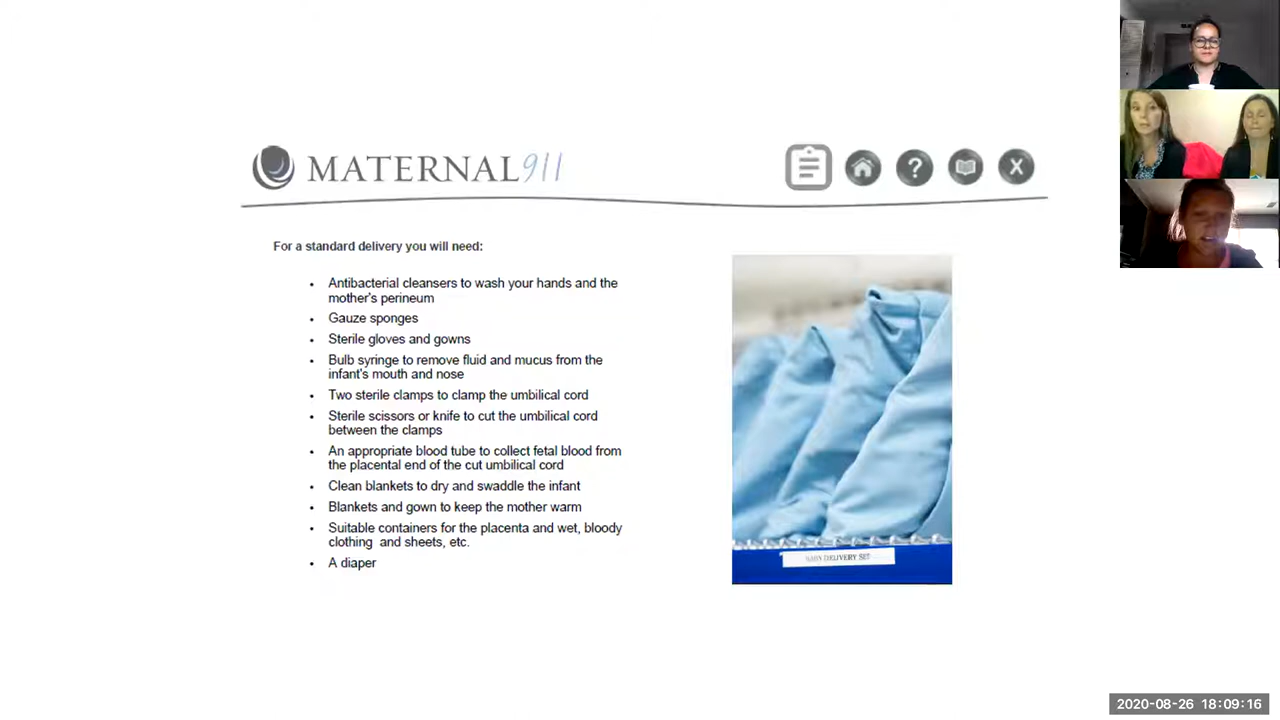 MATERNAL911
For a standard delivery you will need:
• Antibacterial cleansers to wash your hands and the
mother's perineum
• Gauze sponges
• Sterile gloves and gowns
• Bulb syringe to remove fluid and mucus from the
infant's mouth and nose
• Two sterile clamps to clamp the umbilical cord
• Sterile scissors or knife to cut the umbilical cord
between the clamps
• An appropriate blood tube to collect fetal blood from
the placental end of the cut umbilical cord
• Clean blankets to dry and swaddle the infant
• Blankets and gown to keep the mother warm
• Suitable containers for the placenta and wet, bloody
clothing and sheets, etc.
• A diaper
BABY DELIVERY SET
2020-08-26 18:09:16